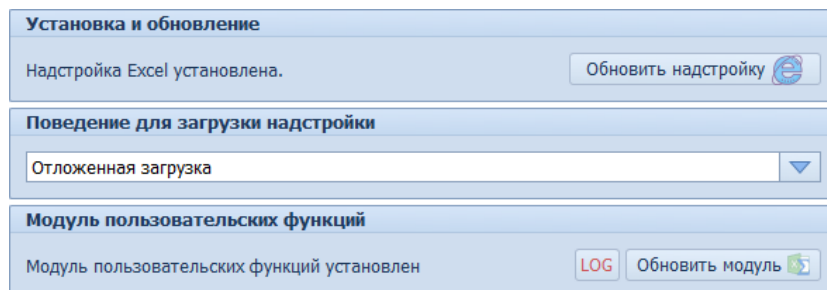 Установка и обновление
Надстройка Excel установлена.
Обновить надстройку
Поведение для загрузки надстройки
Отложенная загрузка
Модуль пользовательских функций
Модуль пользовательских функций установлен
LOG
Обновить модуль